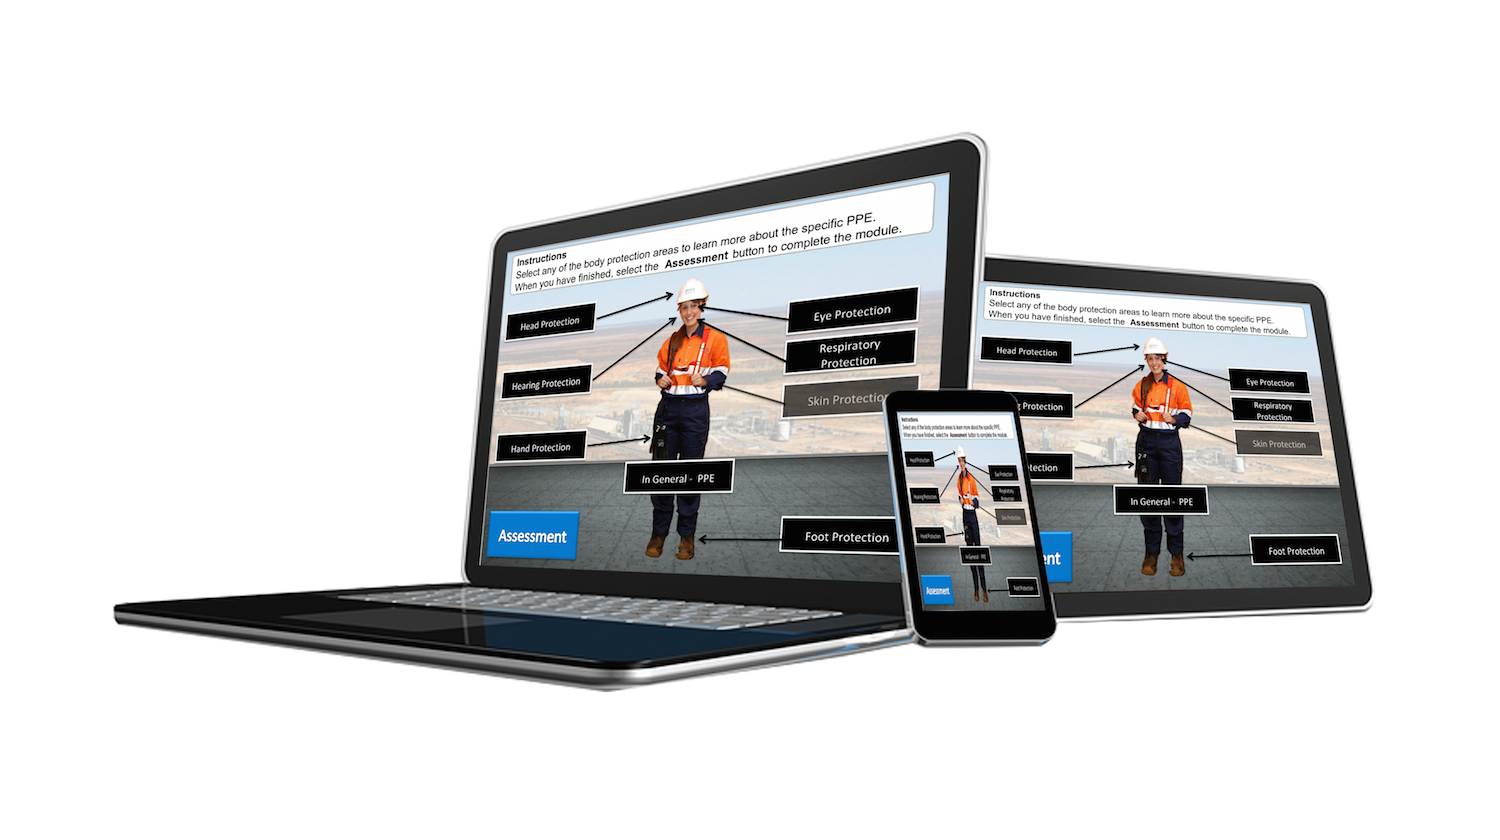 Instructions
Select any of the body protection areas to learn more about the specific PPE.
When you have finished, select the Assessment button to complete the module.
Head Protection
Eye Protection
Respiratory
Protection
Hearing Protection
Skin Protection
Hand Protection
In General - PPE
Assessment
Foot Protection
Instructions
Select any of the body protection areas to learn more about the specific PPE.
When you have finished, select the Assessment button to complete the module.
Head Protection
Eye Protection
Hearing Protection
Respiratory
Protection
Skin Protection
Hand Protection
In General - PPE
Assessment
Foot Protection
Instructions
Select any of the body protection areas to learn more about the specific PPE.
When you have finished, select the Assessment button to complete the module.
Head Protection
Eye Protection
g Protection
Respiratory
Protection
Skin Protection
otection
In General - PPE
ent
Foot Protection